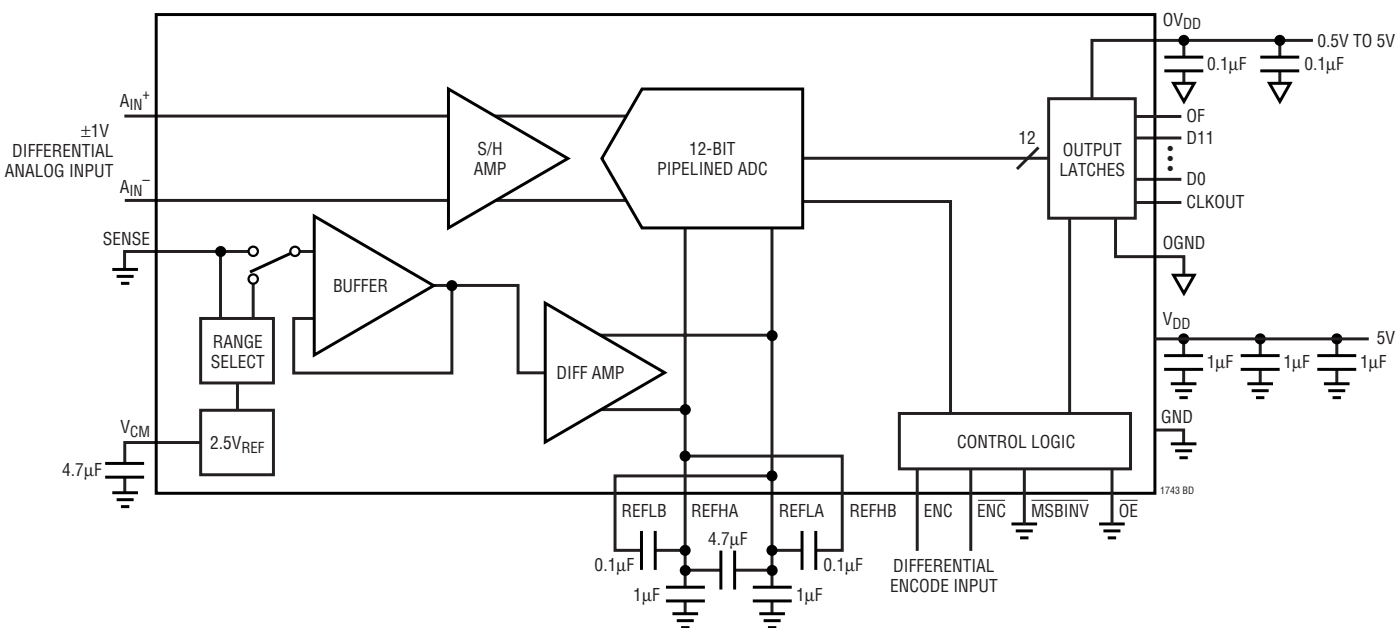 OVDD
0.5V TO 5V
0.1µF
0.1µF
AIN+
±1V
DIFFERENTIAL
ANALOG INPUT
AIN−
S/H
AMP
12-BIT
PIPELINED ADC
12
OUTPUT
LATCHES
OF
D11
D0
CLKOUT
OGND
SENSE
BUFFER
RANGE
SELECT
DIFF AMP
VDD
5V
1µF
1µF
1µF
VCM
2.5VREF
4.7µF
CONTROL LOGIC
GND
1743 BD
REFLB
REFHA
REFLA
REFHB
ENC
E̅N̅C̅
M̅S̅B̅I̅N̅V̅
O̅E̅
0.1µF
4.7µF
0.1µF
1µF
1µF
DIFFERENTIAL
ENCODE INPUT